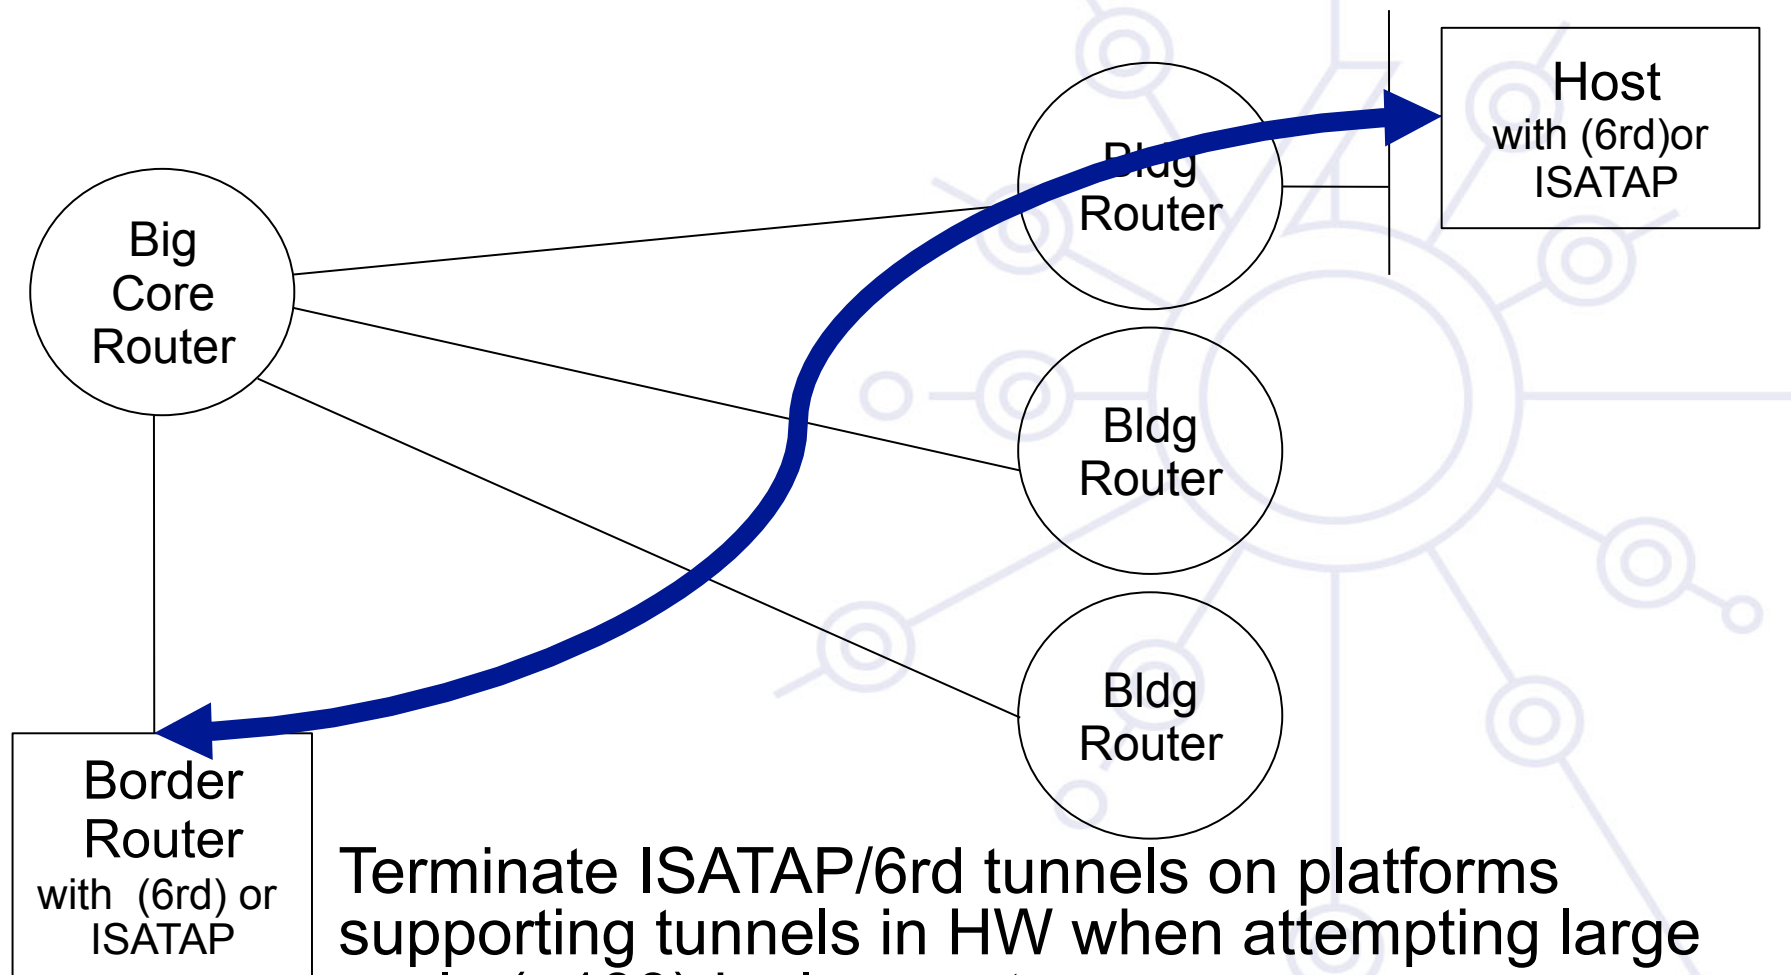 Big
Core
Router
Bldg
Router
Host
with (6rd)or
ISATAP
Bldg
Router
Bldg
Router
Border
Router
with (6rd) or
ISATAP
Terminate ISATAP/6rd tunnels on platforms
supporting tunnels in HW when attempting large